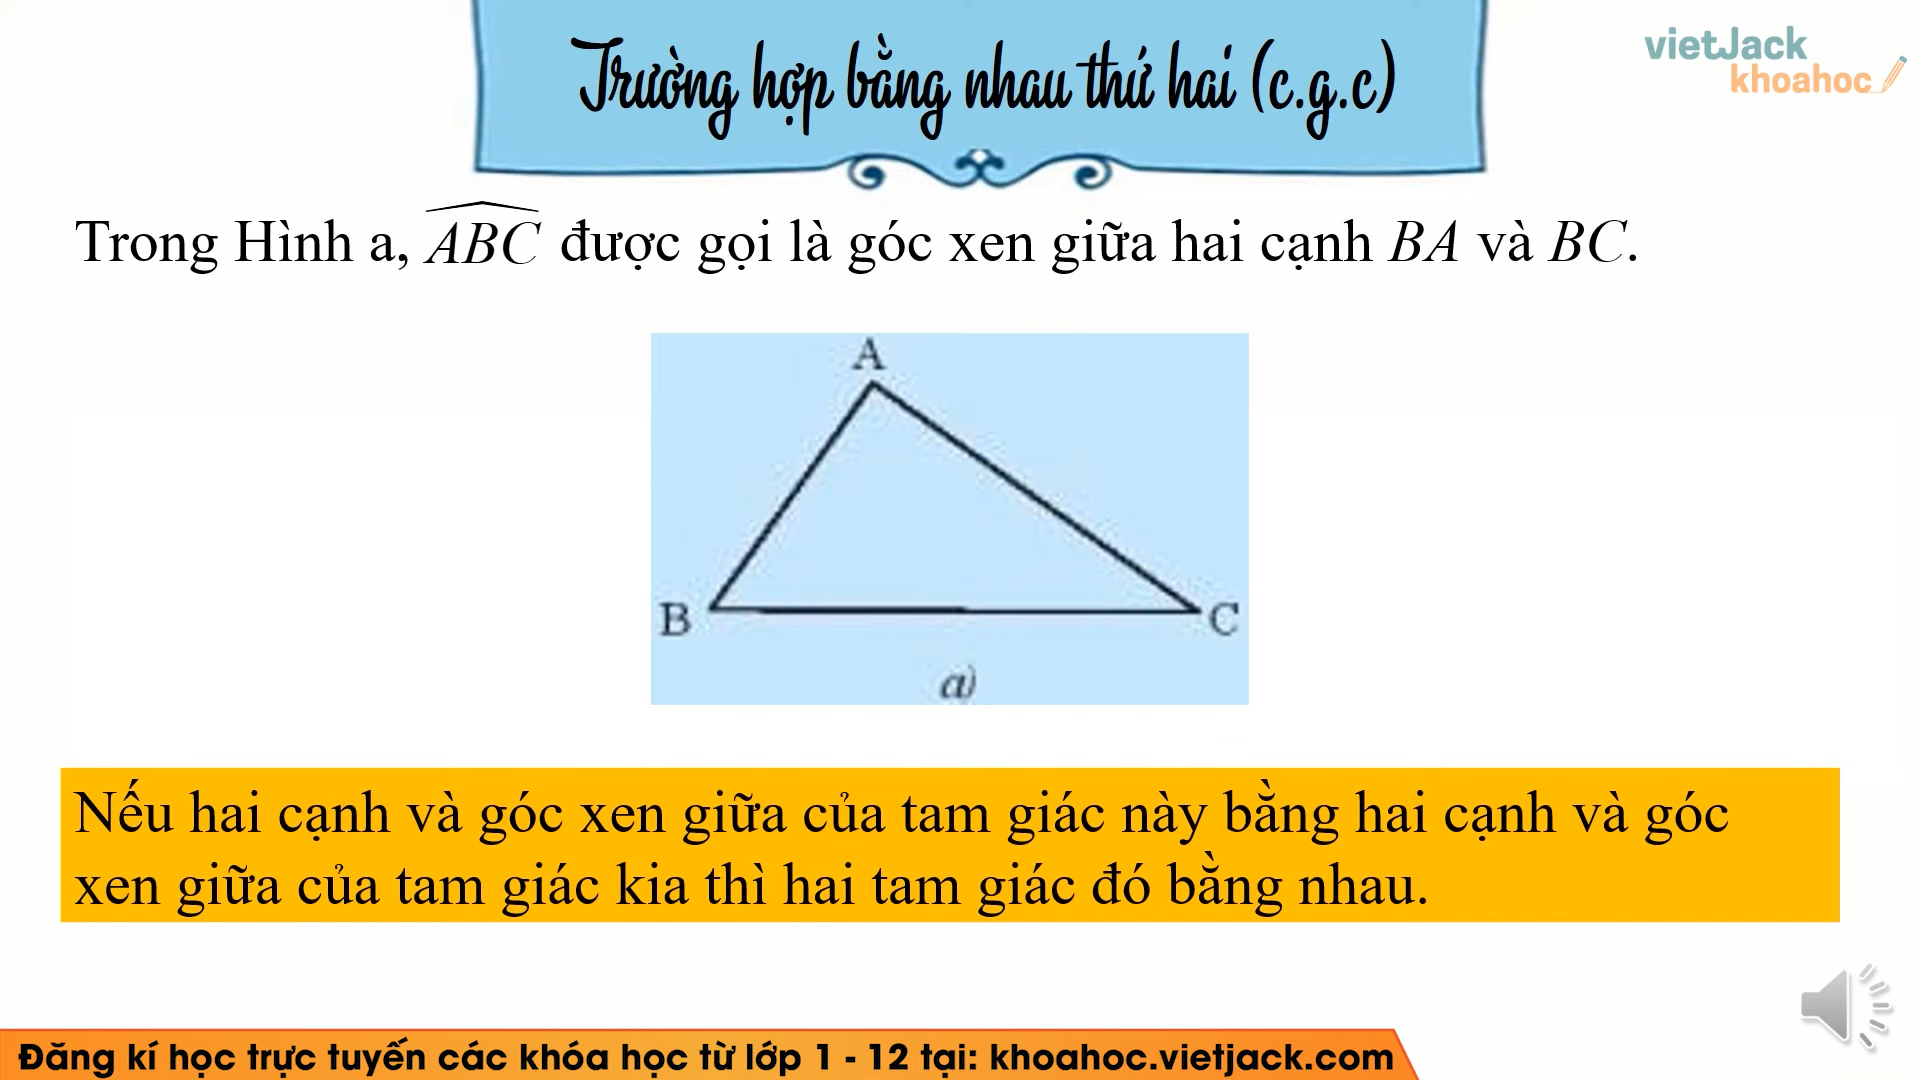 Trường hợp bằng nhau thứ hai (c.g.c)
vietJack
khoahoc
Trong Hình a, \widehat{ABC} được gọi là góc xen giữa hai cạnh BA và BC.
A
B
C
a)
Nếu hai cạnh và góc xen giữa của tam giác này bằng hai cạnh và góc
xen giữa của tam giác kia thì hai tam giác đó bằng nhau.
Đăng kí học trực tuyến các khóa học từ lớp 1 - 12 tại: khoahoc.vietjack.com